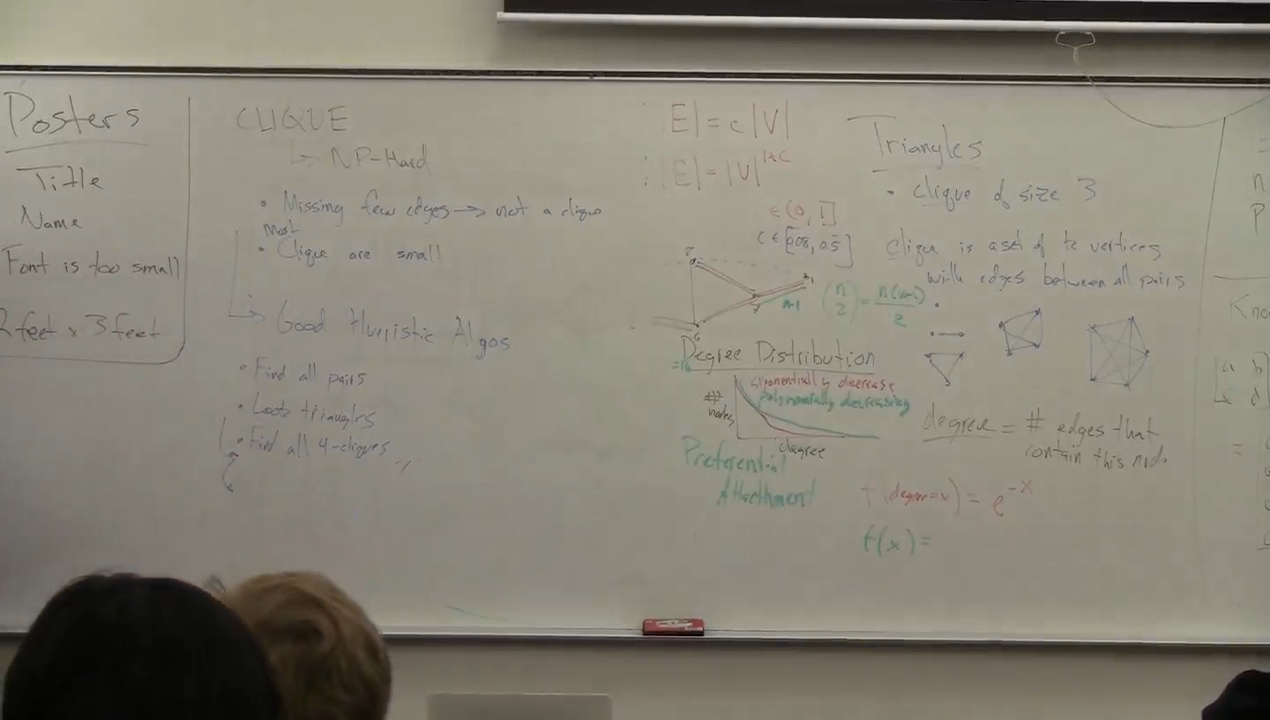 Posters
Title
Name
Font is too small
2 feet x 3 feet
CLIQUE
↳ NP-Hard
• Missing few edges → not a clique
Most
• Clique are small
→ Good Huristic Algos
• Find all pairs
• Look triangles
• Find all 4-cliques
|E| = c|V|
|E| = |V|^{1+c}
∈ (0, 1]
c ∈ [0.08, 0.5]
n-1 (n 2) = n(n-1)/2
Degree Distribution
exponentially decrease
polynomially decreasing
# nodes
degree
Preferential
Attachment
Triangles
• clique of size 3
clique is a set of k vertices
with edges between all pairs
degree = # edges that
contain this node
f(degree=x) = e^{-x}
f(x) =
=
n
P
Kno
a b
c d
=